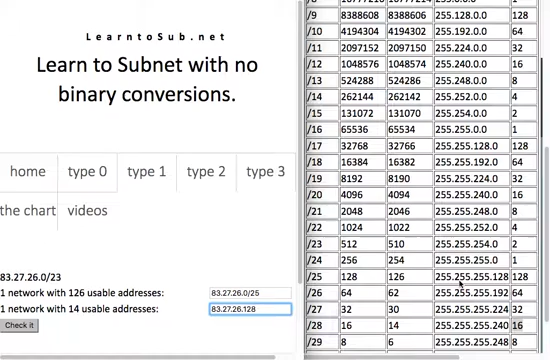 LearntoSub.net
Learn to Subnet with no
binary conversions.
home type 0 type 1 type 2 type 3
the chart videos
83.27.26.0/23
1 network with 126 usable addresses: 83.27.26.0/25
1 network with 14 usable addresses: 83.27.26.128
Check it
/9 8388608 8388606 255.128.0.0 128
/10 4194304 4194302 255.192.0.0 64
/11 2097152 2097150 255.224.0.0 32
/12 1048576 1048574 255.240.0.0 16
/13 524288 524286 255.248.0.0 8
/14 262144 262142 255.252.0.0 4
/15 131072 131070 255.254.0.0 2
/16 65536 65534 255.255.0.0 1
/17 32768 32766 255.255.128.0 128
/18 16384 16382 255.255.192.0 64
/19 8192 8190 255.255.224.0 32
/20 4096 4094 255.255.240.0 16
/21 2048 2046 255.255.248.0 8
/22 1024 1022 255.255.252.0 4
/23 512 510 255.255.254.0 2
/24 256 254 255.255.255.0 1
/25 128 126 255.255.255.128 128
/26 64 62 255.255.255.192 64
/27 32 30 255.255.255.224 32
/28 16 14 255.255.255.240 16
/29 8 6 255.255.255.248 8